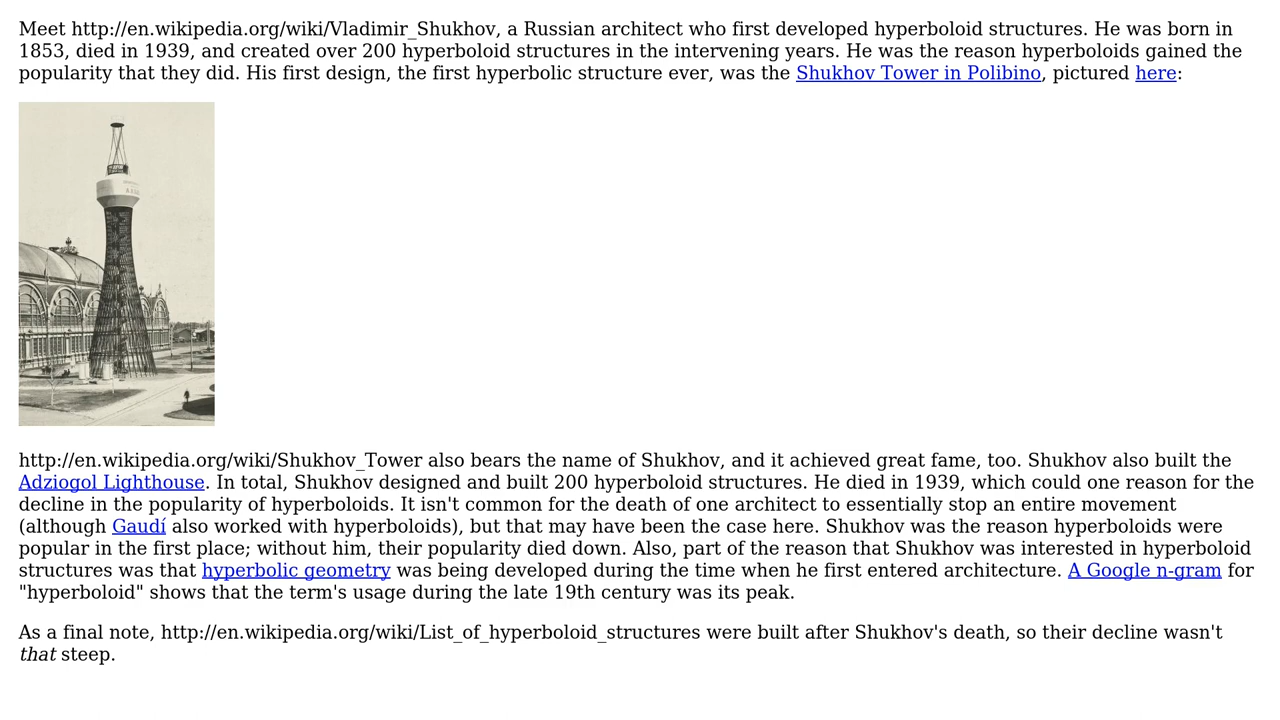 Meet http://en.wikipedia.org/wiki/Vladimir_Shukhov, a Russian architect who first developed hyperboloid structures. He was born in
1853, died in 1939, and created over 200 hyperboloid structures in the intervening years. He was the reason hyperboloids gained the
popularity that they did. His first design, the first hyperbolic structure ever, was the Shukhov Tower in Polibino, pictured here:
http://en.wikipedia.org/wiki/Shukhov_Tower also bears the name of Shukhov, and it achieved great fame, too. Shukhov also built the
Adziogol Lighthouse. In total, Shukhov designed and built 200 hyperboloid structures. He died in 1939, which could one reason for the
decline in the popularity of hyperboloids. It isn't common for the death of one architect to essentially stop an entire movement
(although Gaudí also worked with hyperboloids), but that may have been the case here. Shukhov was the reason hyperboloids were
popular in the first place; without him, their popularity died down. Also, part of the reason that Shukhov was interested in hyperboloid
structures was that hyperbolic geometry was being developed during the time when he first entered architecture. A Google n-gram for
"hyperboloid" shows that the term's usage during the late 19th century was its peak.
As a final note, http://en.wikipedia.org/wiki/List_of_hyperboloid_structures were built after Shukhov's death, so their decline wasn't
that steep.